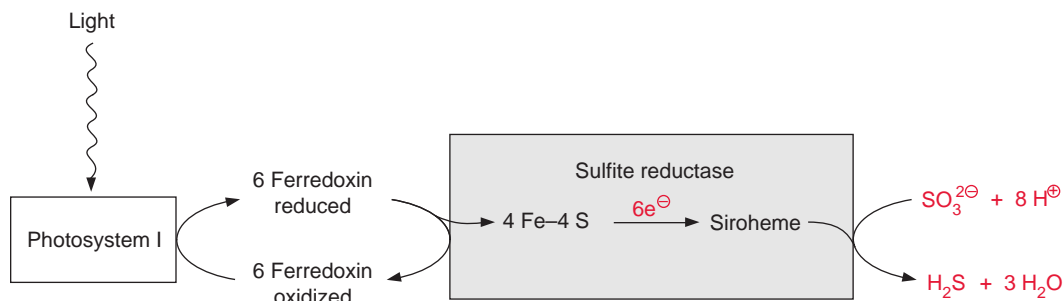 Light
Photosystem I
6 Ferredoxin
reduced
6 Ferredoxin
oxidized
Sulfite reductase
4 Fe–4 S
6e⊖
Siroheme
SO₃²⊖ + 8 H⊕
H₂S + 3 H₂O